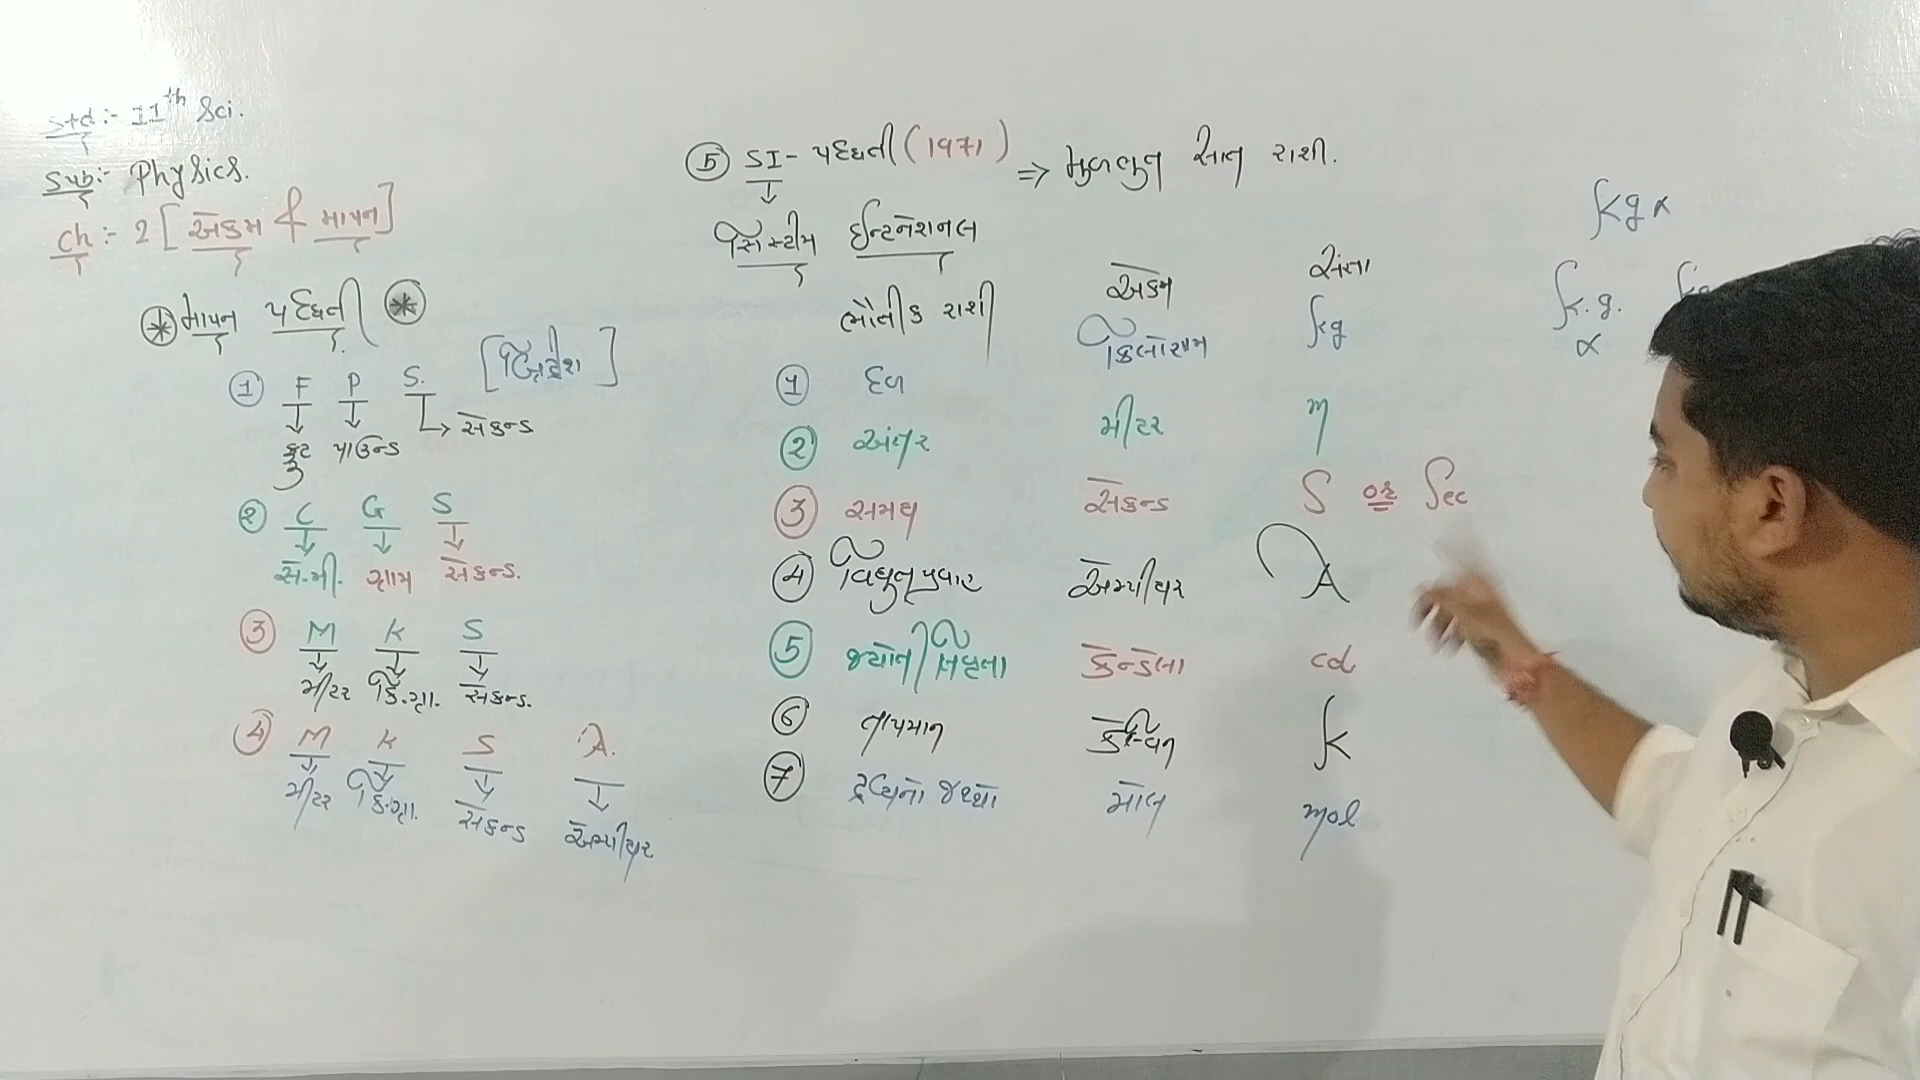 Std:- 11th Sci.
Sub:- Physics.
Ch:- 2 [એકમ & માપન]
* માપન પદ્ધતી *
① F P S. [બ્રિટીશ]
ફુટ પાઉન્ડ → સેકન્ડ
② C G S
સે.મી. ગ્રામ સેકન્ડ.
③ M K S
મીટર કિ.ગ્રા. સેકન્ડ.
④ M K S A.
મીટર કિ.ગ્રા. સેકન્ડ એમ્પીયર
⑤ SI - પદ્ધતી (1971) ⇒ મુળભુત સાત રાશી.
સિસ્ટીમ ઈન્ટનેશનલ
ભૌતીક રાશી એકમ સંજ્ઞા
① દળ કિલોગ્રામ kg
② અંતર મીટર m
③ સમય સેકન્ડ S or Sec
④ વિધુતપ્રવાહ એમ્પીયર A
⑤ જ્યોતી તિવ્રતા કેન્ડેલા cd
⑥ તાપમાન કેલ્વિન k
⑦ દ્રવ્યનો જથ્થો મોલ mol
kg x
k.g.
x